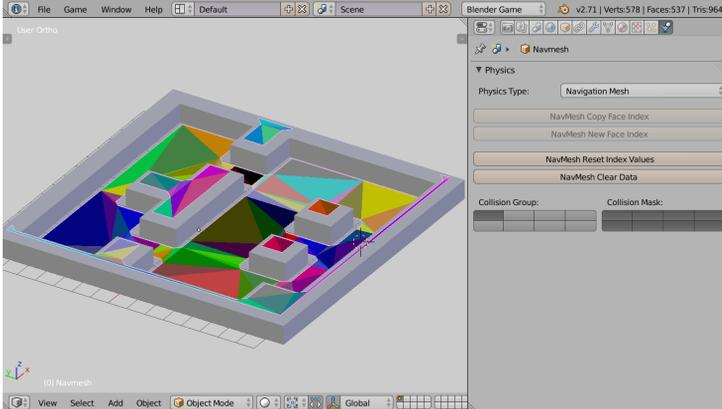 File Game Help Default Scene Blender Game v2.71 | Verts:578 | Faces:537 | Tris:964
User Ortho
Navmesh
Physics
Physics Type: Navigation Mesh
NavMesh Copy Face Index
NavMesh New Face Index
NavMesh Reset Index Values
NavMesh Clear Data
Collision Group: Collision Mask:
z
y x
(0) Navmesh
View Select Add Object Object Mode Global